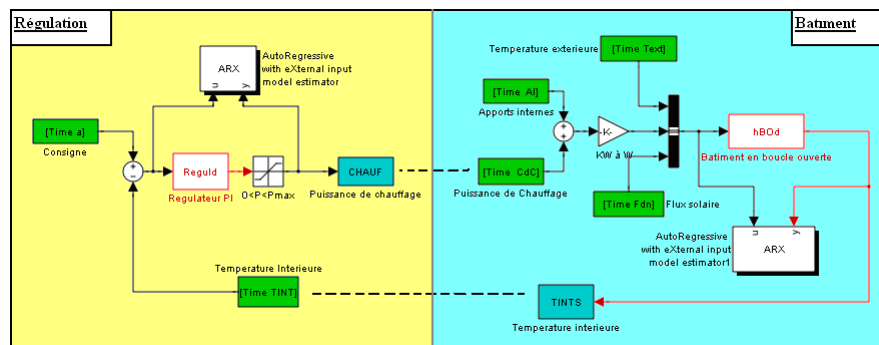 Régulation
Batiment
ARX
u
y
AutoRegressive
with eXternal input
model estimator
[Time a]
Consigne
+
−
Reguld
Regulateur PI
0<P<Pmax
CHAUF
Puissance de chauffage
Temperature Interieure
[Time TINT]
Temperature exterieure
[Time Text]
[Time AI]
Apports internes
+
+
-K-
KW à W
[Time CdC]
Puissance de Chauffage
[Time Fdn]
Flux solaire
hBOd
Batiment en boucle ouverte
u
y
ARX
AutoRegressive
with eXternal input
model estimator1
TINTS
Temperature interieure